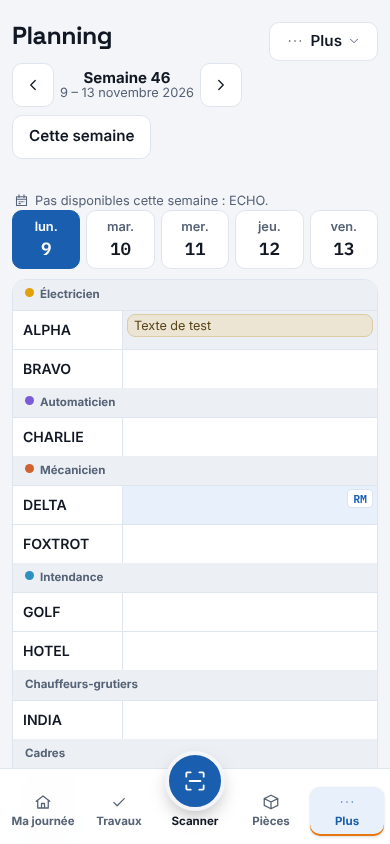 Planning
··· Plus
Semaine 46
9 – 13 novembre 2026
Cette semaine
Pas disponibles cette semaine : ECHO.
lun. mar. mer. jeu. ven.
9 10 11 12 13
Électricien
ALPHA Texte de test
BRAVO
Automaticien
CHARLIE
Mécanicien
DELTA RM
FOXTROT
Intendance
GOLF
HOTEL
Chauffeurs-grutiers
INDIA
Cadres
Ma journée Travaux Scanner Pièces Plus